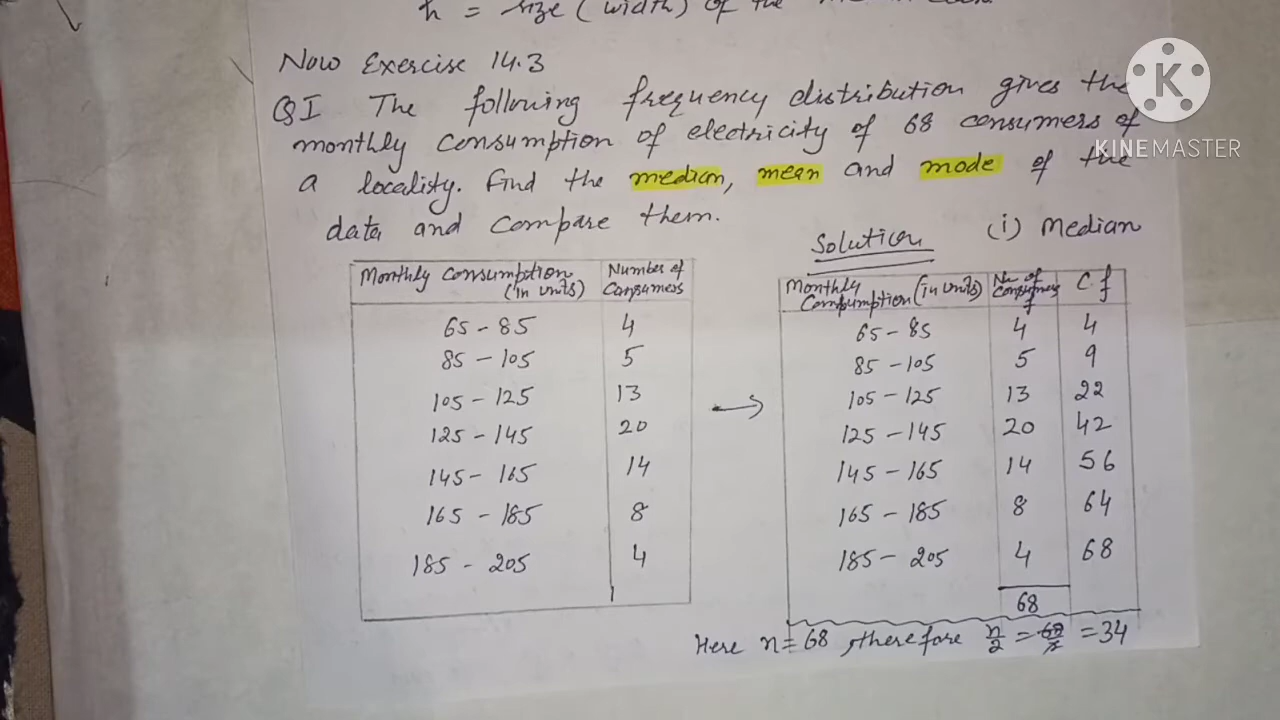 h = size (width) of the
Now Exercise 14.3
Q1 The following frequency distribution gives the
monthly consumption of electricity of 68 consumers of
a locality. Find the median, mean and mode of the
data and compare them.
Solution (i) Median
Monthly Consumption (in units) Number of Consumers
65 - 85 4
85 - 105 5
105 - 125 13
125 - 145 20
145 - 165 14
165 - 185 8
185 - 205 4
Monthly Consumption (in units) No. of Consumers f C f
65 - 85 4 4
85 - 105 5 9
105 - 125 13 22
125 - 145 20 42
145 - 165 14 56
165 - 185 8 64
185 - 205 4 68
68
Here n = 68, therefore n/2 = 68/2 = 34
K
KINEMASTER